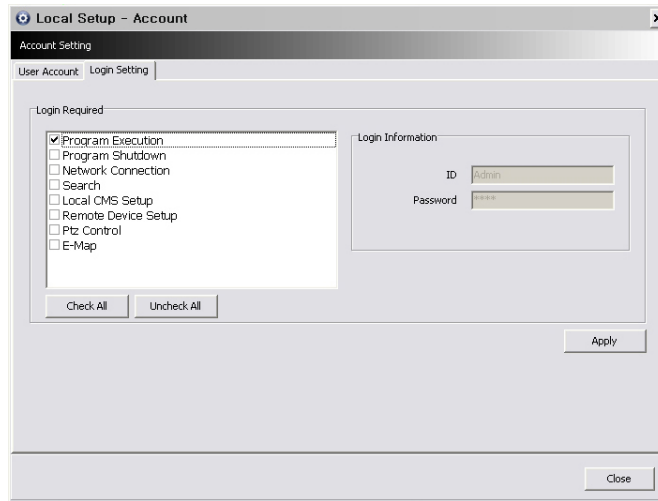 Local Setup - Account
Account Setting
User Account Login Setting
Login Required
Program Execution
Program Shutdown
Network Connection
Search
Local CMS Setup
Remote Device Setup
Ptz Control
E-Map
Check All Uncheck All
Login Information
ID Admin
Password ****
Apply
Close